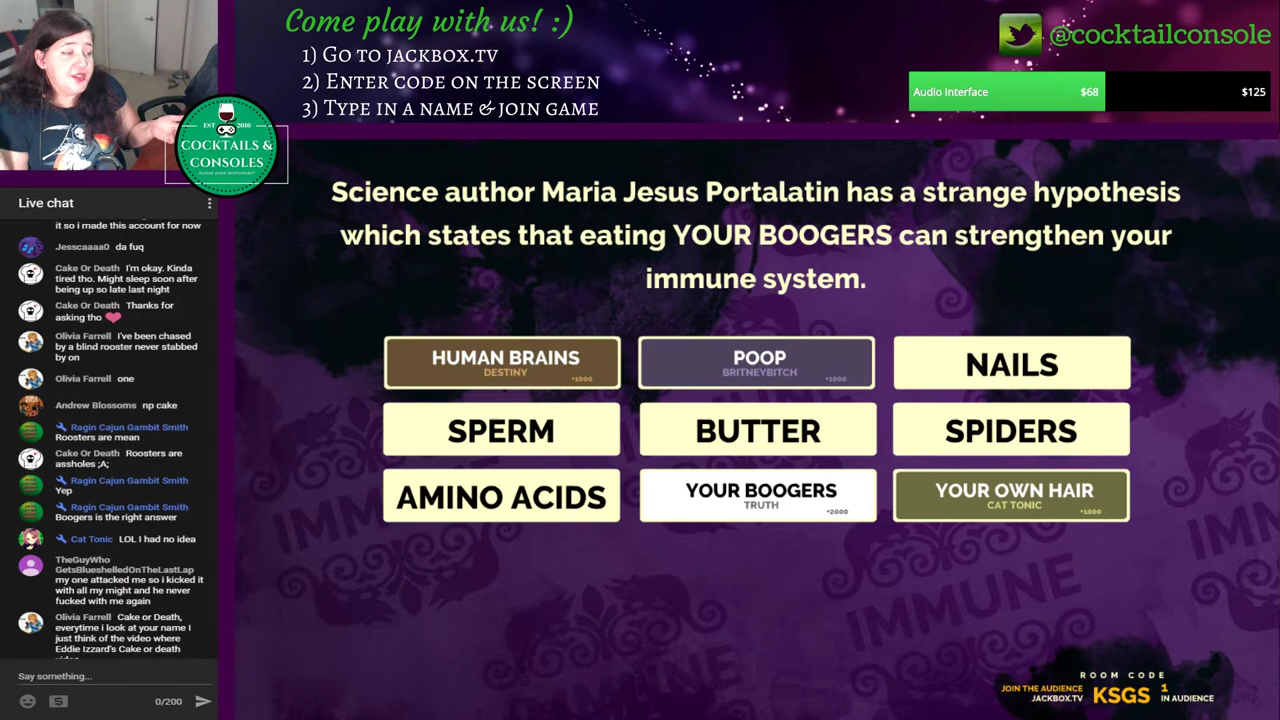 Come play with us! :)
1) Go to jackbox.tv
2) Enter code on the screen
3) Type in a name & join game
@cocktailconsole
Audio Interface $68 $125
EST 2016
COCKTAILS &
CONSOLES
Live chat
it so i made this account for now
Jesscaaaa0 da fuq
Cake Or Death I'm okay. Kinda
tired tho. Might sleep soon after
being up so late last night
Cake Or Death Thanks for
asking tho
Olivia Farrell I've been chased
by a blind rooster never stabbed
by on
Olivia Farrell one
Andrew Blossoms np cake
Ragin Cajun Gambit Smith
Roosters are mean
Cake Or Death Roosters are
assholes ;A;
Ragin Cajun Gambit Smith
Yep
Ragin Cajun Gambit Smith
Boogers is the right answer
Cat Tonic LOL I had no idea
TheGuyWho
GetsBlueshelledOnTheLastLap
my one attacked me so i kicked it
with all my might and he never
fucked with me again
Olivia Farrell Cake or Death,
everytime i look at your name I
just think of the video where
Eddie Izzard's Cake or death
Say something...
0/200
Science author Maria Jesus Portalatin has a strange hypothesis
which states that eating YOUR BOOGERS can strengthen your
immune system.
HUMAN BRAINS
DESTINY
+1000
POOP
BRITNEYBITCH
+1000
NAILS
SPERM
BUTTER
SPIDERS
AMINO ACIDS
YOUR BOOGERS
TRUTH
+2000
YOUR OWN HAIR
CAT TONIC
+1000
IMMUNE
IMMUNE
ROOM CODE
JOIN THE AUDIENCE
JACKBOX.TV
KSGS
1
IN AUDIENCE